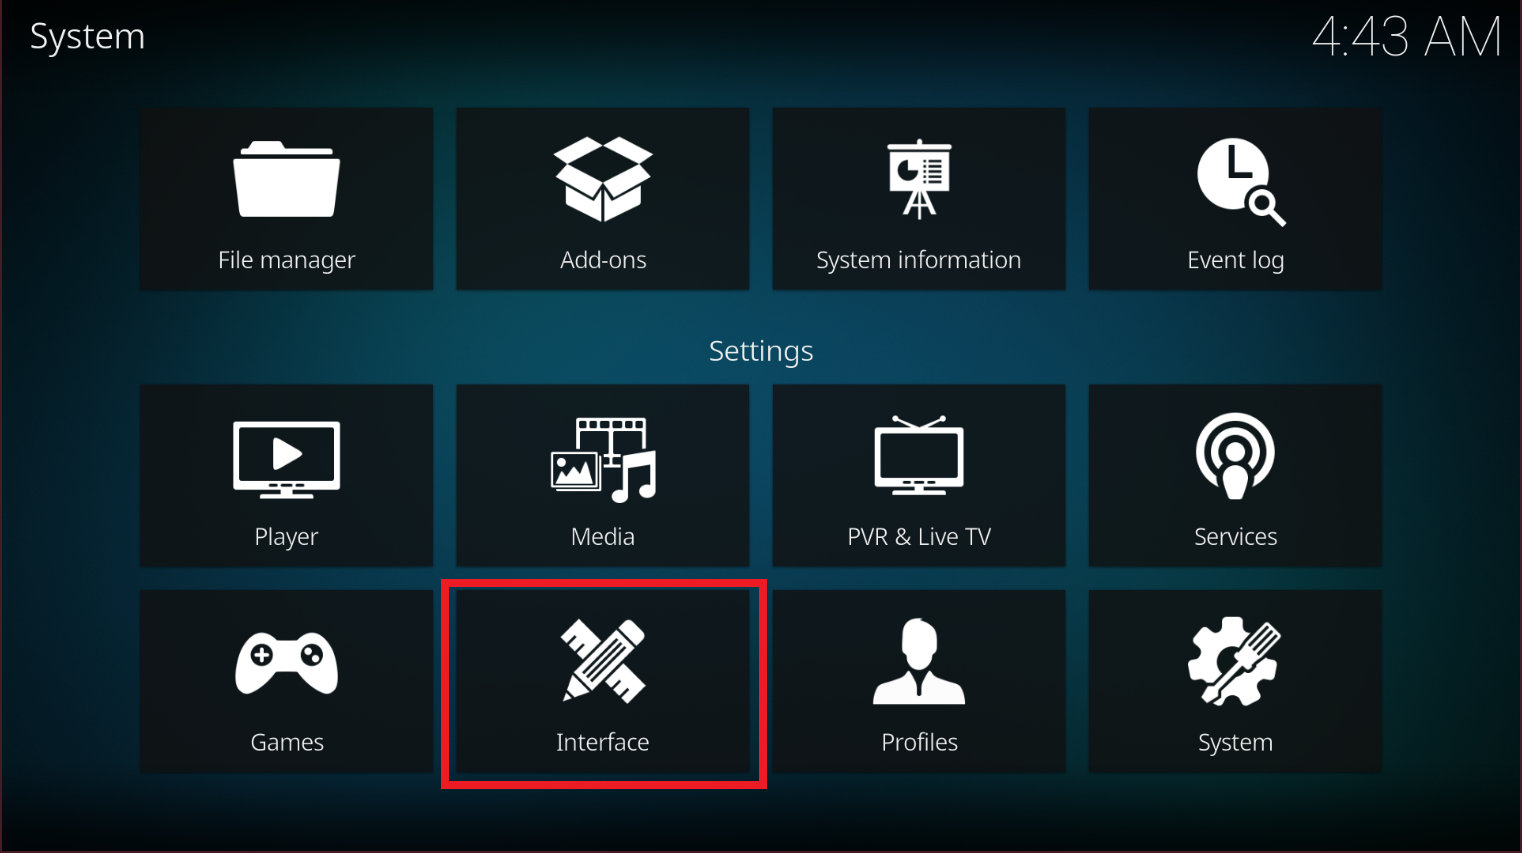 System
4:43 AM
File manager
Add-ons
System information
Event log
Settings
Player
Media
PVR & Live TV
Services
Games
Interface
Profiles
System